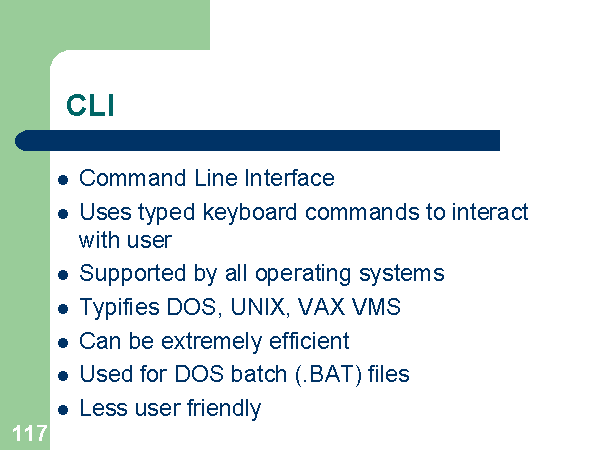 CLI
Command Line Interface
Uses typed keyboard commands to interact
with user
Supported by all operating systems
Typifies DOS, UNIX, VAX VMS
Can be extremely efficient
Used for DOS batch (.BAT) files
Less user friendly
117